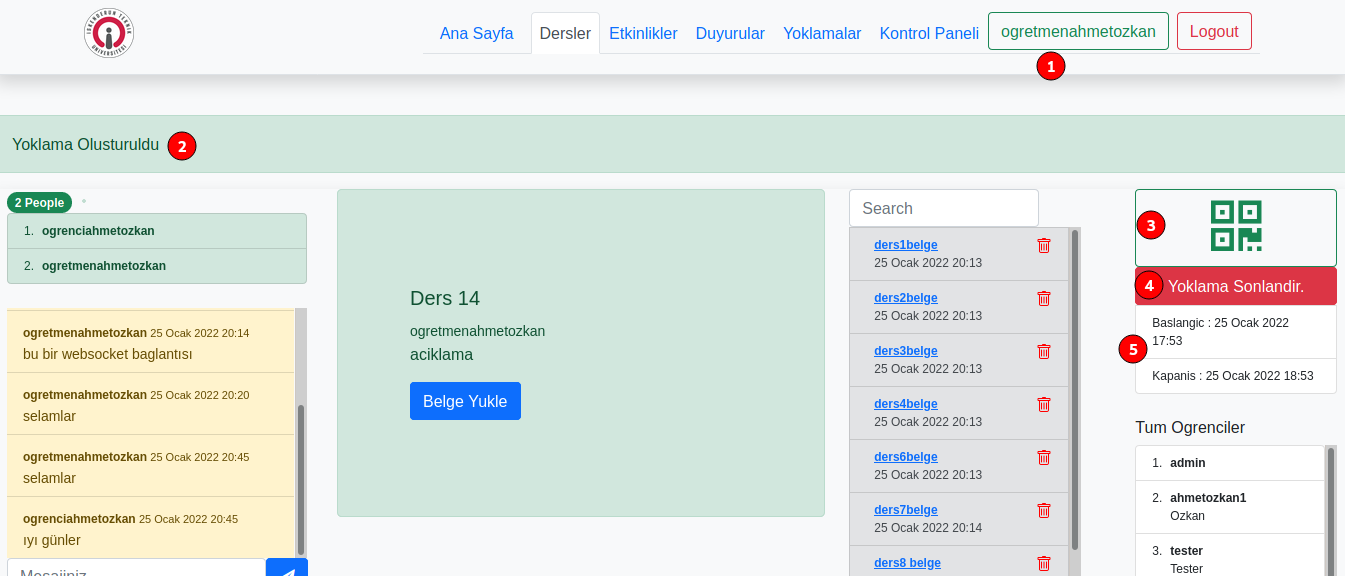 İSKENDERUN TEKNİK
ÜNİVERSİTESİ
Ana Sayfa
Dersler
Etkinlikler
Duyurular
Yoklamalar
Kontrol Paneli
ogretmenahmetozkan
Logout
1
Yoklama Olusturuldu
2
2 People
1. ogrenciahmetozkan
2. ogretmenahmetozkan
ogretmenahmetozkan 25 Ocak 2022 20:14
bu bir websocket baglantısı
ogretmenahmetozkan 25 Ocak 2022 20:20
selamlar
ogretmenahmetozkan 25 Ocak 2022 20:45
selamlar
ogrenciahmetozkan 25 Ocak 2022 20:45
ıyı günler
Mesajiniz
Ders 14
ogretmenahmetozkan
aciklama
Belge Yukle
Search
ders1belge
25 Ocak 2022 20:13
ders2belge
25 Ocak 2022 20:13
ders3belge
25 Ocak 2022 20:13
ders4belge
25 Ocak 2022 20:13
ders6belge
25 Ocak 2022 20:13
ders7belge
25 Ocak 2022 20:14
ders8 belge
3
4
Yoklama Sonlandir.
5
Baslangic : 25 Ocak 2022
17:53
Kapanis : 25 Ocak 2022 18:53
Tum Ogrenciler
1. admin
2. ahmetozkan1
Ozkan
3. tester
Tester